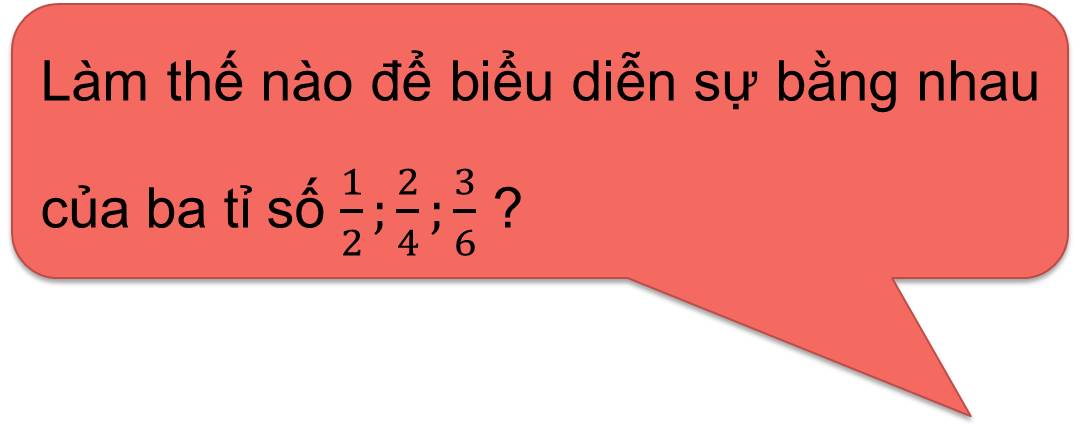 Làm thế nào để biểu diễn sự bằng nhau
của ba tỉ số 1/2; 2/4; 3/6 ?